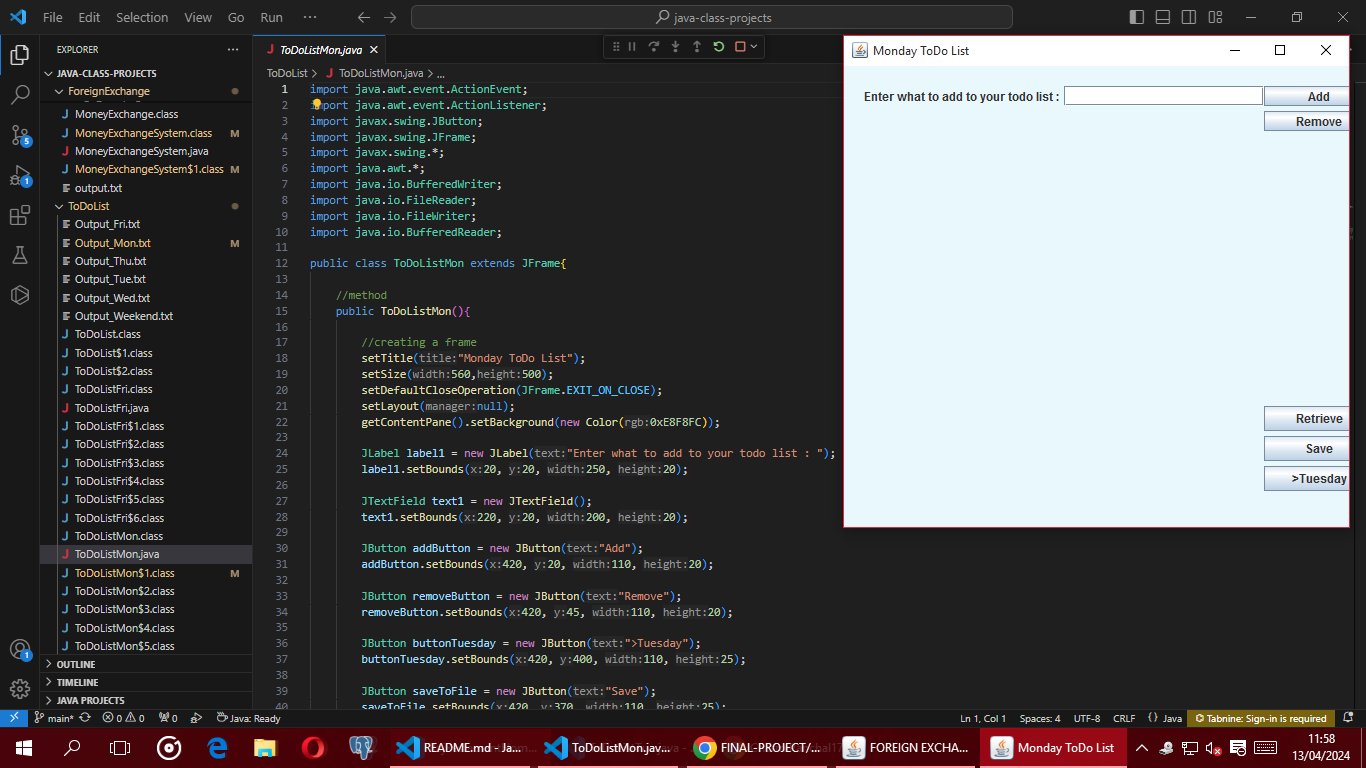 File Edit Selection View Go Run ··· java-class-projects
EXPLORER
JAVA-CLASS-PROJECTS
ForeignExchange
MoneyExchange.class
MoneyExchangeSystem.class M
MoneyExchangeSystem.java
MoneyExchangeSystem$1.class M
output.txt
ToDoList
Output_Fri.txt
Output_Mon.txt M
Output_Thu.txt
Output_Tue.txt
Output_Wed.txt
Output_Weekend.txt
ToDoList.class
ToDoList$1.class
ToDoList$2.class
ToDoListFri.class
ToDoListFri.java
ToDoListFri$1.class
ToDoListFri$2.class
ToDoListFri$3.class
ToDoListFri$4.class
ToDoListFri$5.class
ToDoListFri$6.class
ToDoListMon.class
ToDoListMon.java
ToDoListMon$1.class M
ToDoListMon$2.class
ToDoListMon$3.class
ToDoListMon$4.class
ToDoListMon$5.class
OUTLINE
TIMELINE
JAVA PROJECTS
5
1
1
ToDoListMon.java
ToDoList > ToDoListMon.java > ...
1 import java.awt.event.ActionEvent;
2 import java.awt.event.ActionListener;
3 import javax.swing.JButton;
4 import javax.swing.JFrame;
5 import javax.swing.*;
6 import java.awt.*;
7 import java.io.BufferedWriter;
8 import java.io.FileReader;
9 import java.io.FileWriter;
10 import java.io.BufferedReader;
11
12 public class ToDoListMon extends JFrame{
13
14 //method
15 public ToDoListMon(){
16
17 //creating a frame
18 setTitle(title:"Monday ToDo List");
19 setSize(width:560,height:500);
20 setDefaultCloseOperation(JFrame.EXIT_ON_CLOSE);
21 setLayout(manager:null);
22 getContentPane().setBackground(new Color(rgb:0xE8F8FC));
23
24 JLabel label1 = new JLabel(text:"Enter what to add to your todo list : ");
25 label1.setBounds(x:20, y:20, width:250, height:20);
26
27 JTextField text1 = new JTextField();
28 text1.setBounds(x:220, y:20, width:200, height:20);
29
30 JButton addButton = new JButton(text:"Add");
31 addButton.setBounds(x:420, y:20, width:110, height:20);
32
33 JButton removeButton = new JButton(text:"Remove");
34 removeButton.setBounds(x:420, y:45, width:110, height:20);
35
36 JButton buttonTuesday = new JButton(text:">Tuesday");
37 buttonTuesday.setBounds(x:420, y:400, width:110, height:25);
38
39 JButton saveToFile = new JButton(text:"Save");
40 saveToFile.setBounds(x:420, y:370, width:110, height:25);
Monday ToDo List
Enter what to add to your todo list : Add
Remove
Retrieve
Save
>Tuesday
main* 0 0 0 Java: Ready Ln 1, Col 1 Spaces: 4 UTF-8 CRLF {} Java Tabnine: Sign-in is required
README.md - Ja... ToDoListMon.jav... FINAL-PROJECT/... FOREIGN EXCHA... Monday ToDo List
11:58
13/04/2024